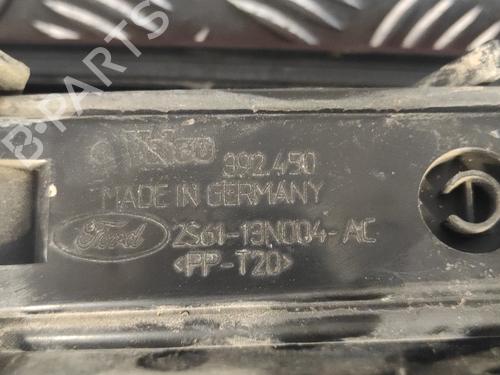 B-PARTS
392.450
MADE IN GERMANY
Ford 2S61-13N004-AC
<PP-T20>